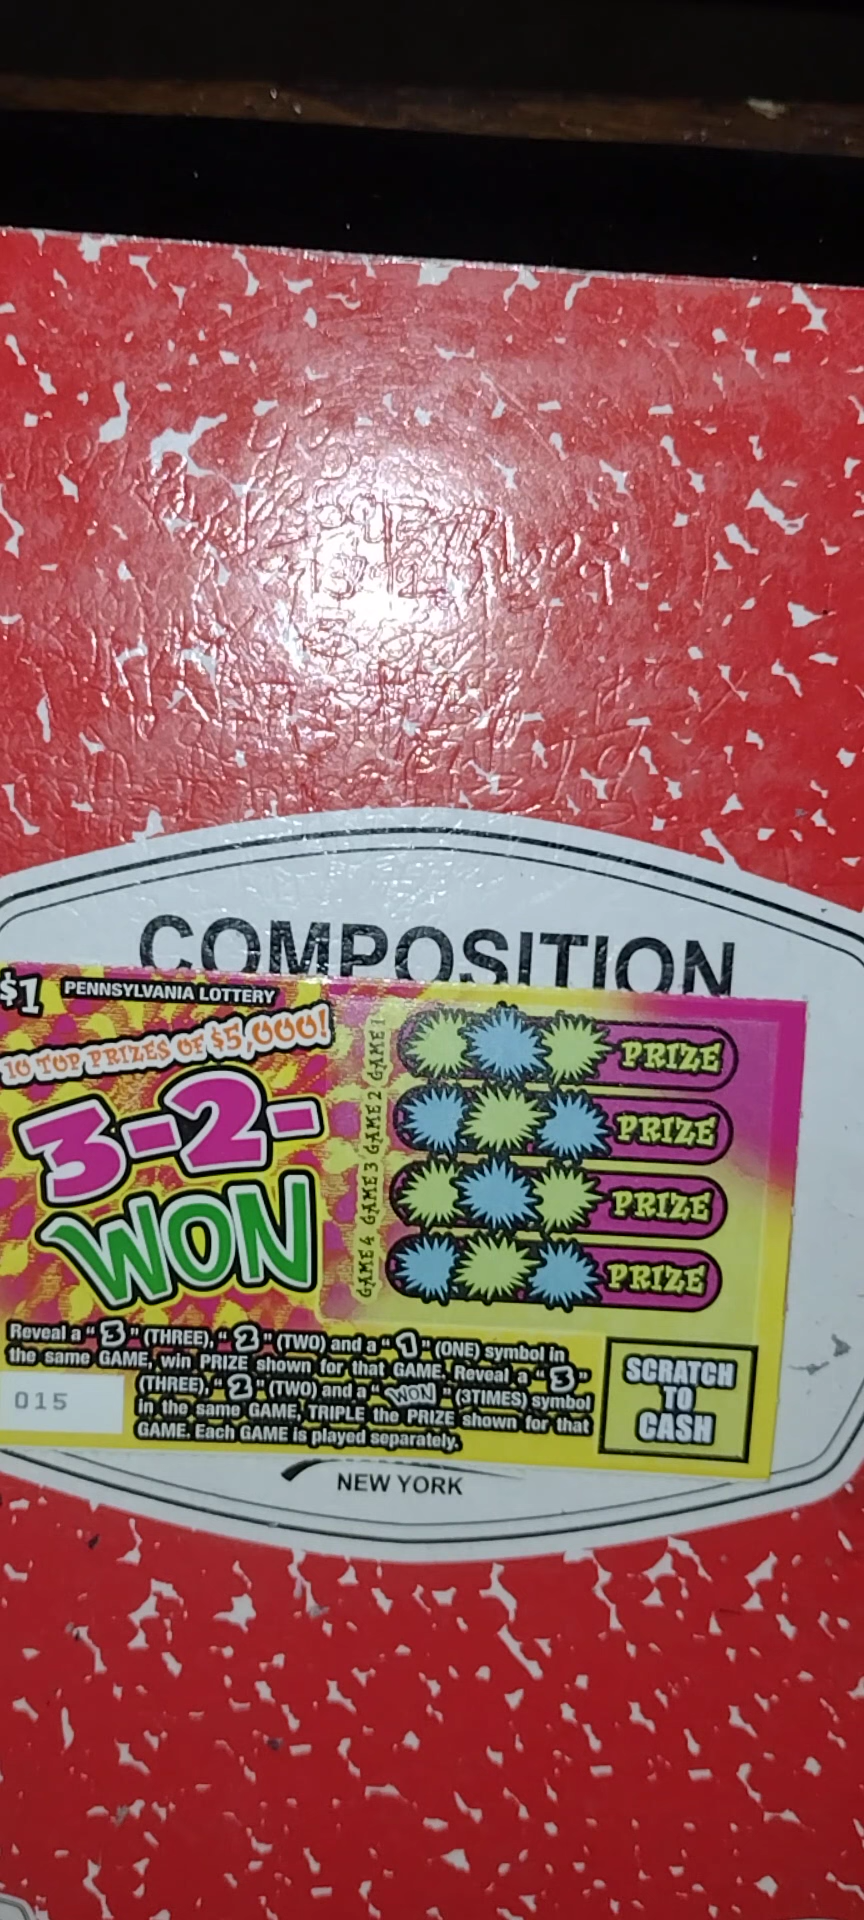 COMPOSITION
$1 PENNSYLVANIA LOTTERY
10 TOP PRIZES OF $5,000!
3-2-
WON
GAME 1
PRIZE
GAME 2
PRIZE
GAME 3
PRIZE
GAME 4
PRIZE
Reveal a "3" (THREE), "2" (TWO) and a "1" (ONE) symbol in
the same GAME, win PRIZE shown for that GAME. Reveal a "3"
(THREE), "2" (TWO) and a "WON" (3TIMES) symbol
in the same GAME, TRIPLE the PRIZE shown for that
GAME. Each GAME is played separately.
015
SCRATCH
TO
CASH
NEW YORK